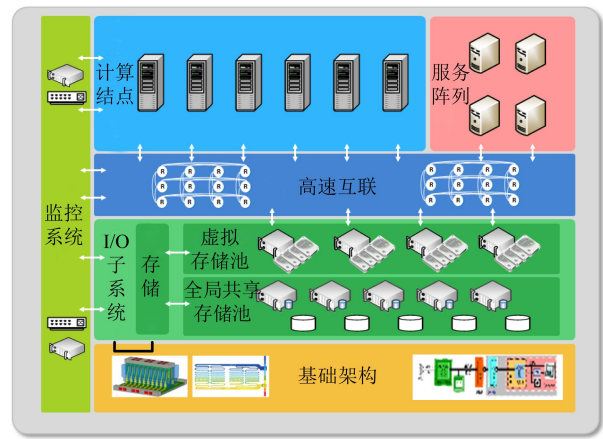 计算
结点
服务
阵列
R R R R
R R R R
R R R R
高速互联
R R R R
R R R R
R R R R
监控
系统
I/O
子
系
统
存
储
虚拟
存储池
全局共享
存储池
基础架构